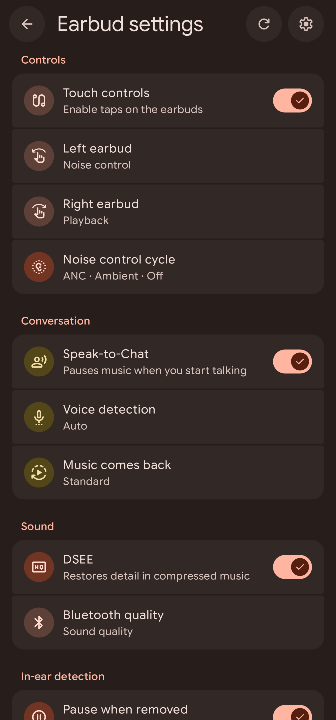 Earbud settings
Controls
Touch controls
Enable taps on the earbuds
Left earbud
Noise control
Right earbud
Playback
Noise control cycle
ANC · Ambient · Off
Conversation
Speak-to-Chat
Pauses music when you start talking
Voice detection
Auto
Music comes back
Standard
Sound
HQ
DSEE
Restores detail in compressed music
Bluetooth quality
Sound quality
In-ear detection
Pause when removed